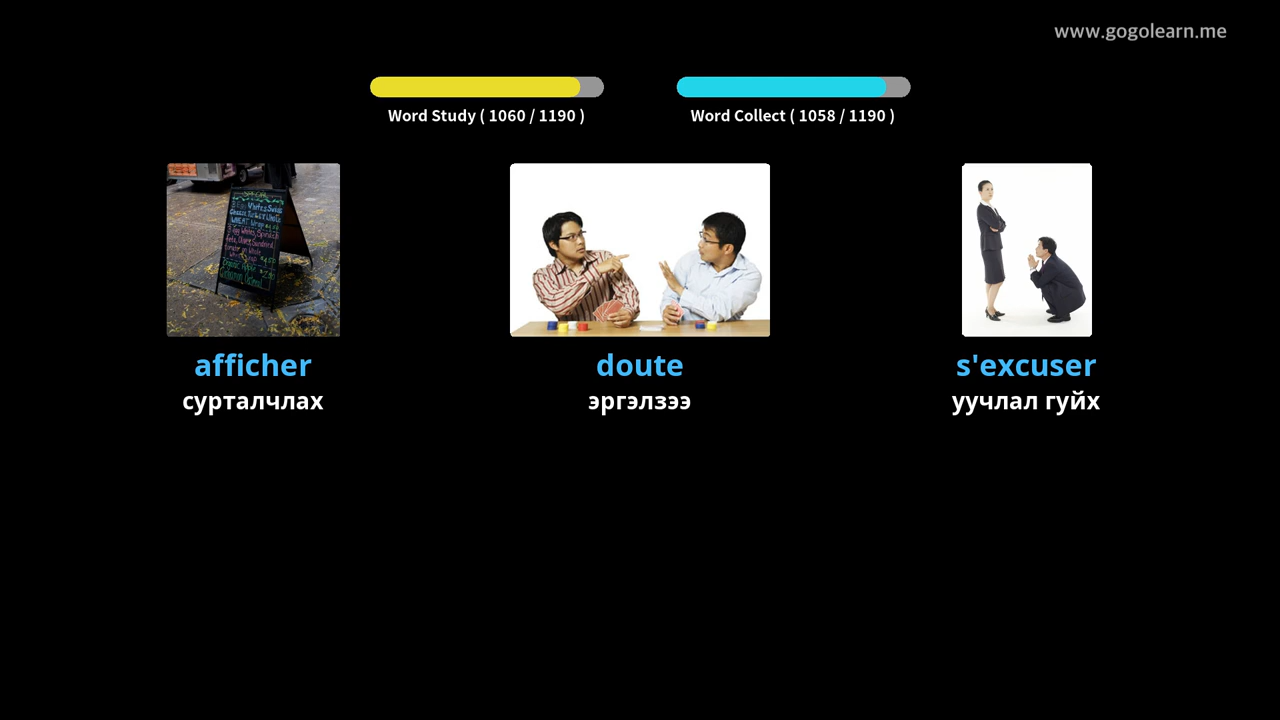 www.gogolearn.me
Word Study ( 1060 / 1190 )
Word Collect ( 1058 / 1190 )
afficher
doute
s'excuser
сурталчлах
эргэлзээ
уучлал гуйх